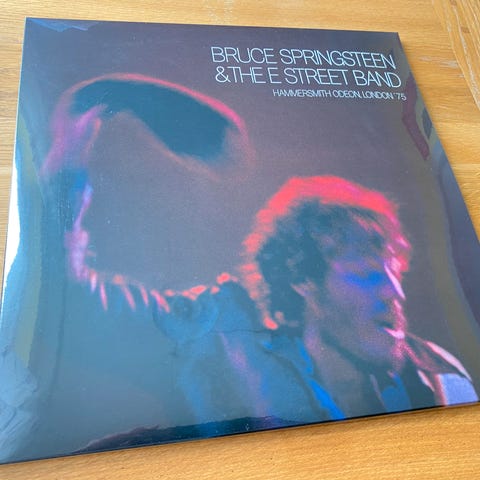 BRUCE SPRINGSTEEN
& THE E STREET BAND
HAMMERSMITH ODEON, LONDON '75